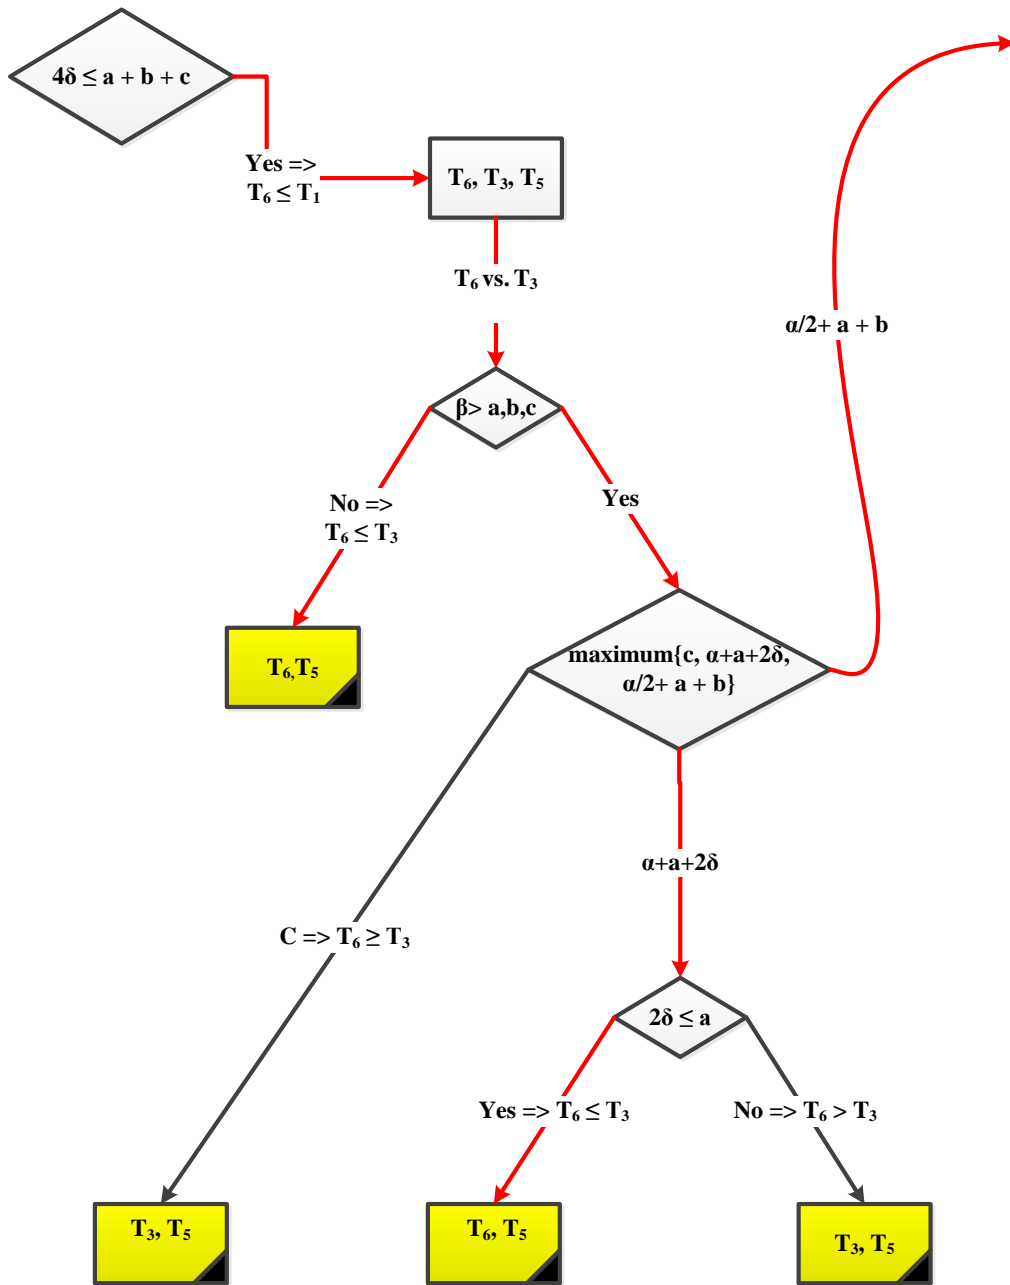 4δ ≤ a + b + c
Yes =>
T₆ ≤ T₁
T₆, T₃, T₅
T₆ vs. T₃
α/2+ a + b
β> a,b,c
No =>
T₆ ≤ T₃
Yes
T₆,T₅
maximum{c, α+a+2δ,
α/2+ a + b}
α+a+2δ
C => T₆ ≥ T₃
2δ ≤ a
Yes => T₆ ≤ T₃
No => T₆ > T₃
T₃, T₅
T₆, T₅
T₃, T₅